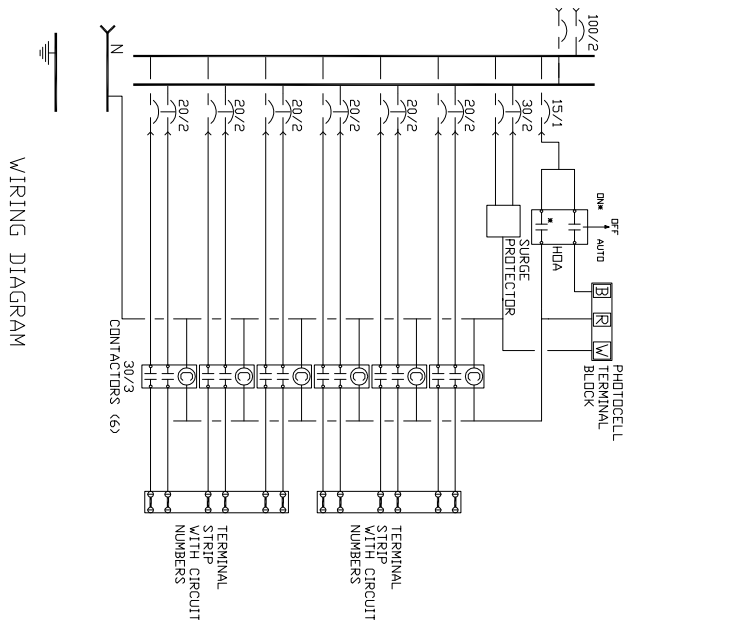 100/2
N
20/2
20/2
20/2
20/2
20/2
20/2
30/2
15/1
ON*
OFF
AUTO
*
HOA
SURGE
PROTECTOR
B
R
W
PHOTOCELL
TERMINAL
BLOCK
30/3
CONTACTORS (6)
C
C
C
C
C
C
TERMINAL
STRIP
WITH CIRCUIT
NUMBERS
TERMINAL
STRIP
WITH CIRCUIT
NUMBERS
WIRING DIAGRAM